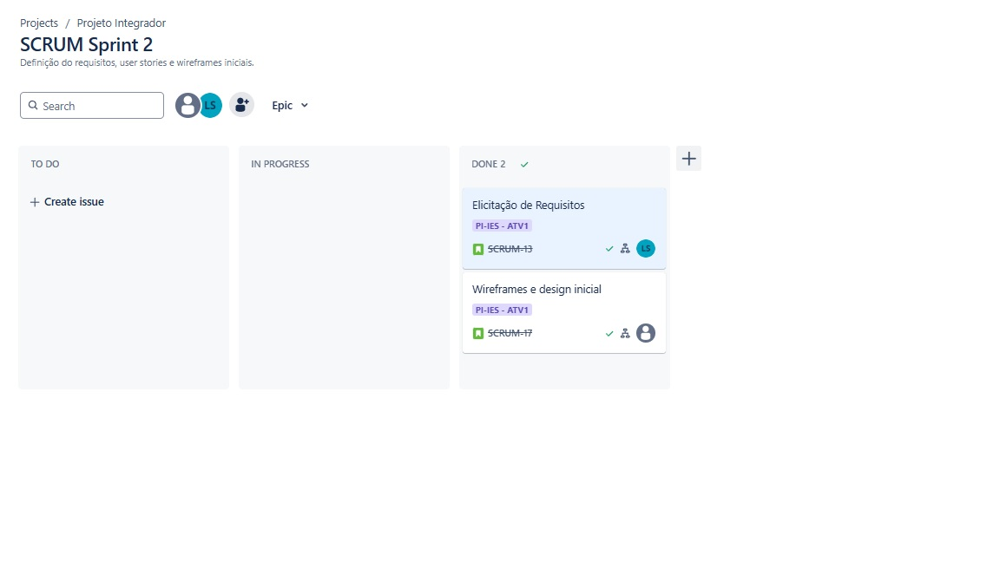 Projects / Projeto Integrador
SCRUM Sprint 2
Definição do requisitos, user stories e wireframes iniciais.
Search
LS
Epic
TO DO
Create issue
IN PROGRESS
DONE 2
Elicitação de Requisitos
PI-IES - ATV1
SCRUM-13
LS
Wireframes e design inicial
PI-IES - ATV1
SCRUM-17